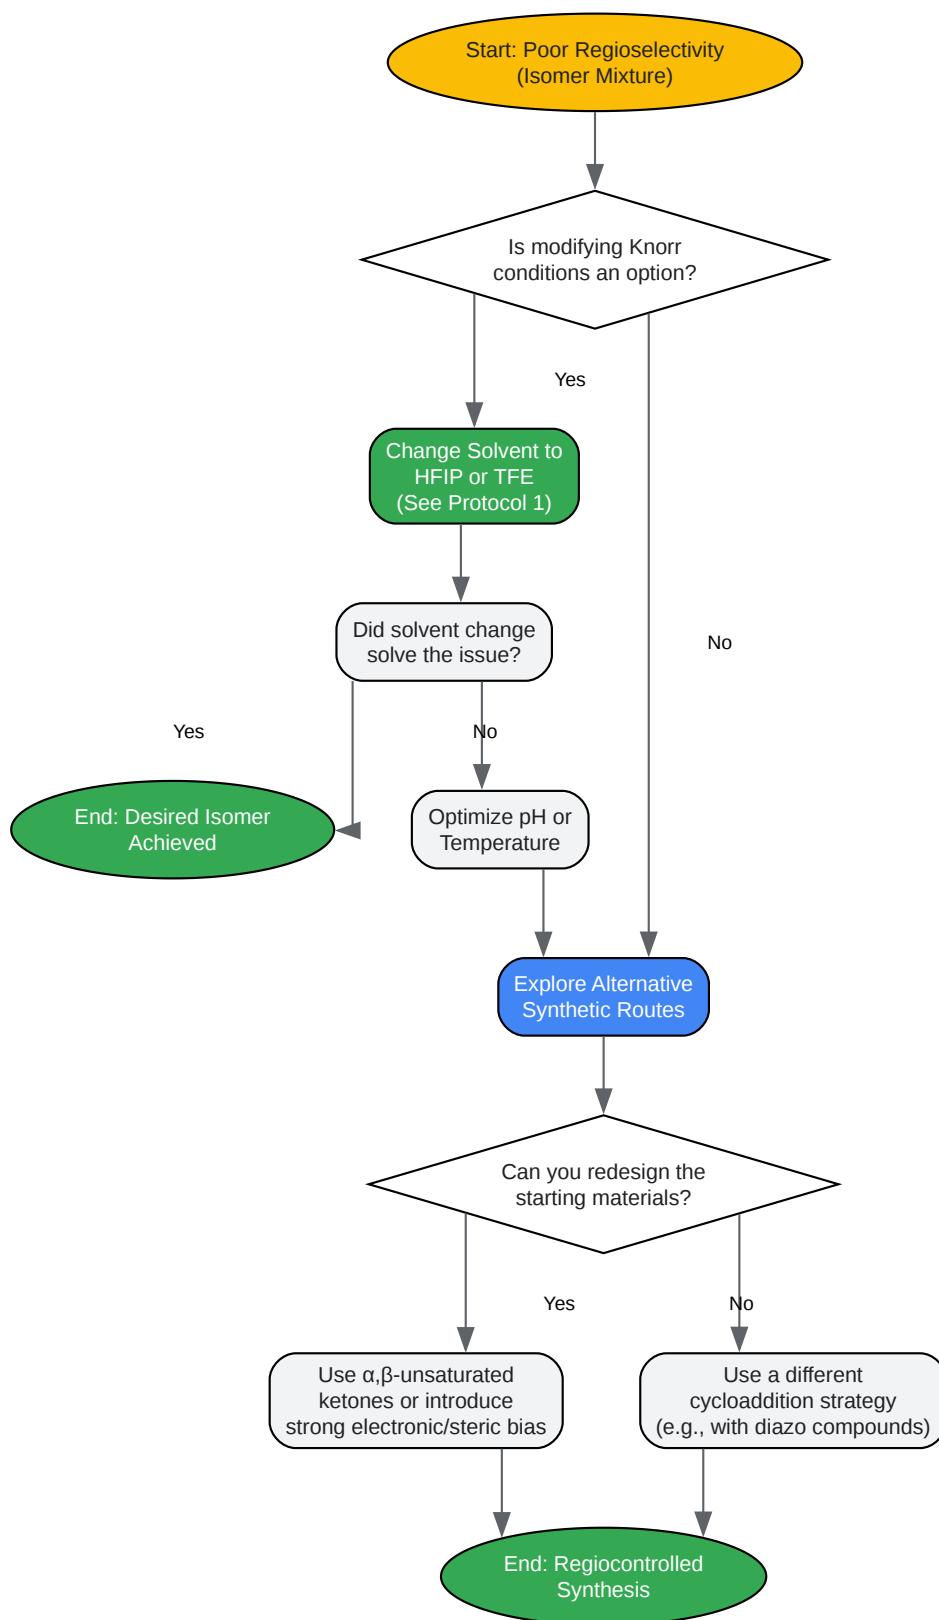 Start: Poor Regioselectivity
(Isomer Mixture)
Is modifying Knorr
conditions an option?
Yes
Change Solvent to
HFIP or TFE
(See Protocol 1)
Did solvent change
solve the issue?
No
Yes
No
End: Desired Isomer
Achieved
Optimize pH or
Temperature
Explore Alternative
Synthetic Routes
Can you redesign the
starting materials?
Yes
No
Use α,β-unsaturated
ketones or introduce
strong electronic/steric bias
Use a different
cycloaddition strategy
(e.g., with diazo compounds)
End: Regiocontrolled
Synthesis